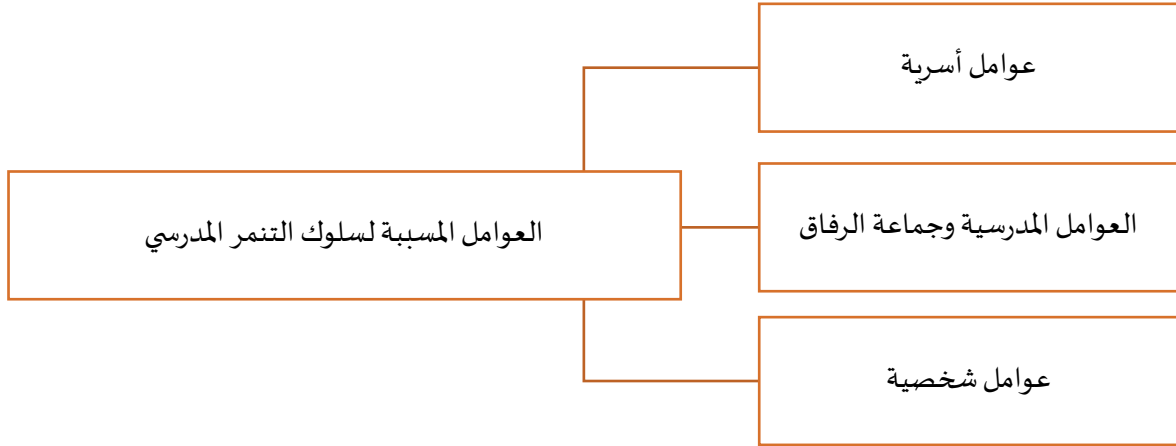 العوامل المسببة لسلوك التنمر المدرسي
عوامل أسرية
العوامل المدرسية وجماعة الرفاق
عوامل شخصية